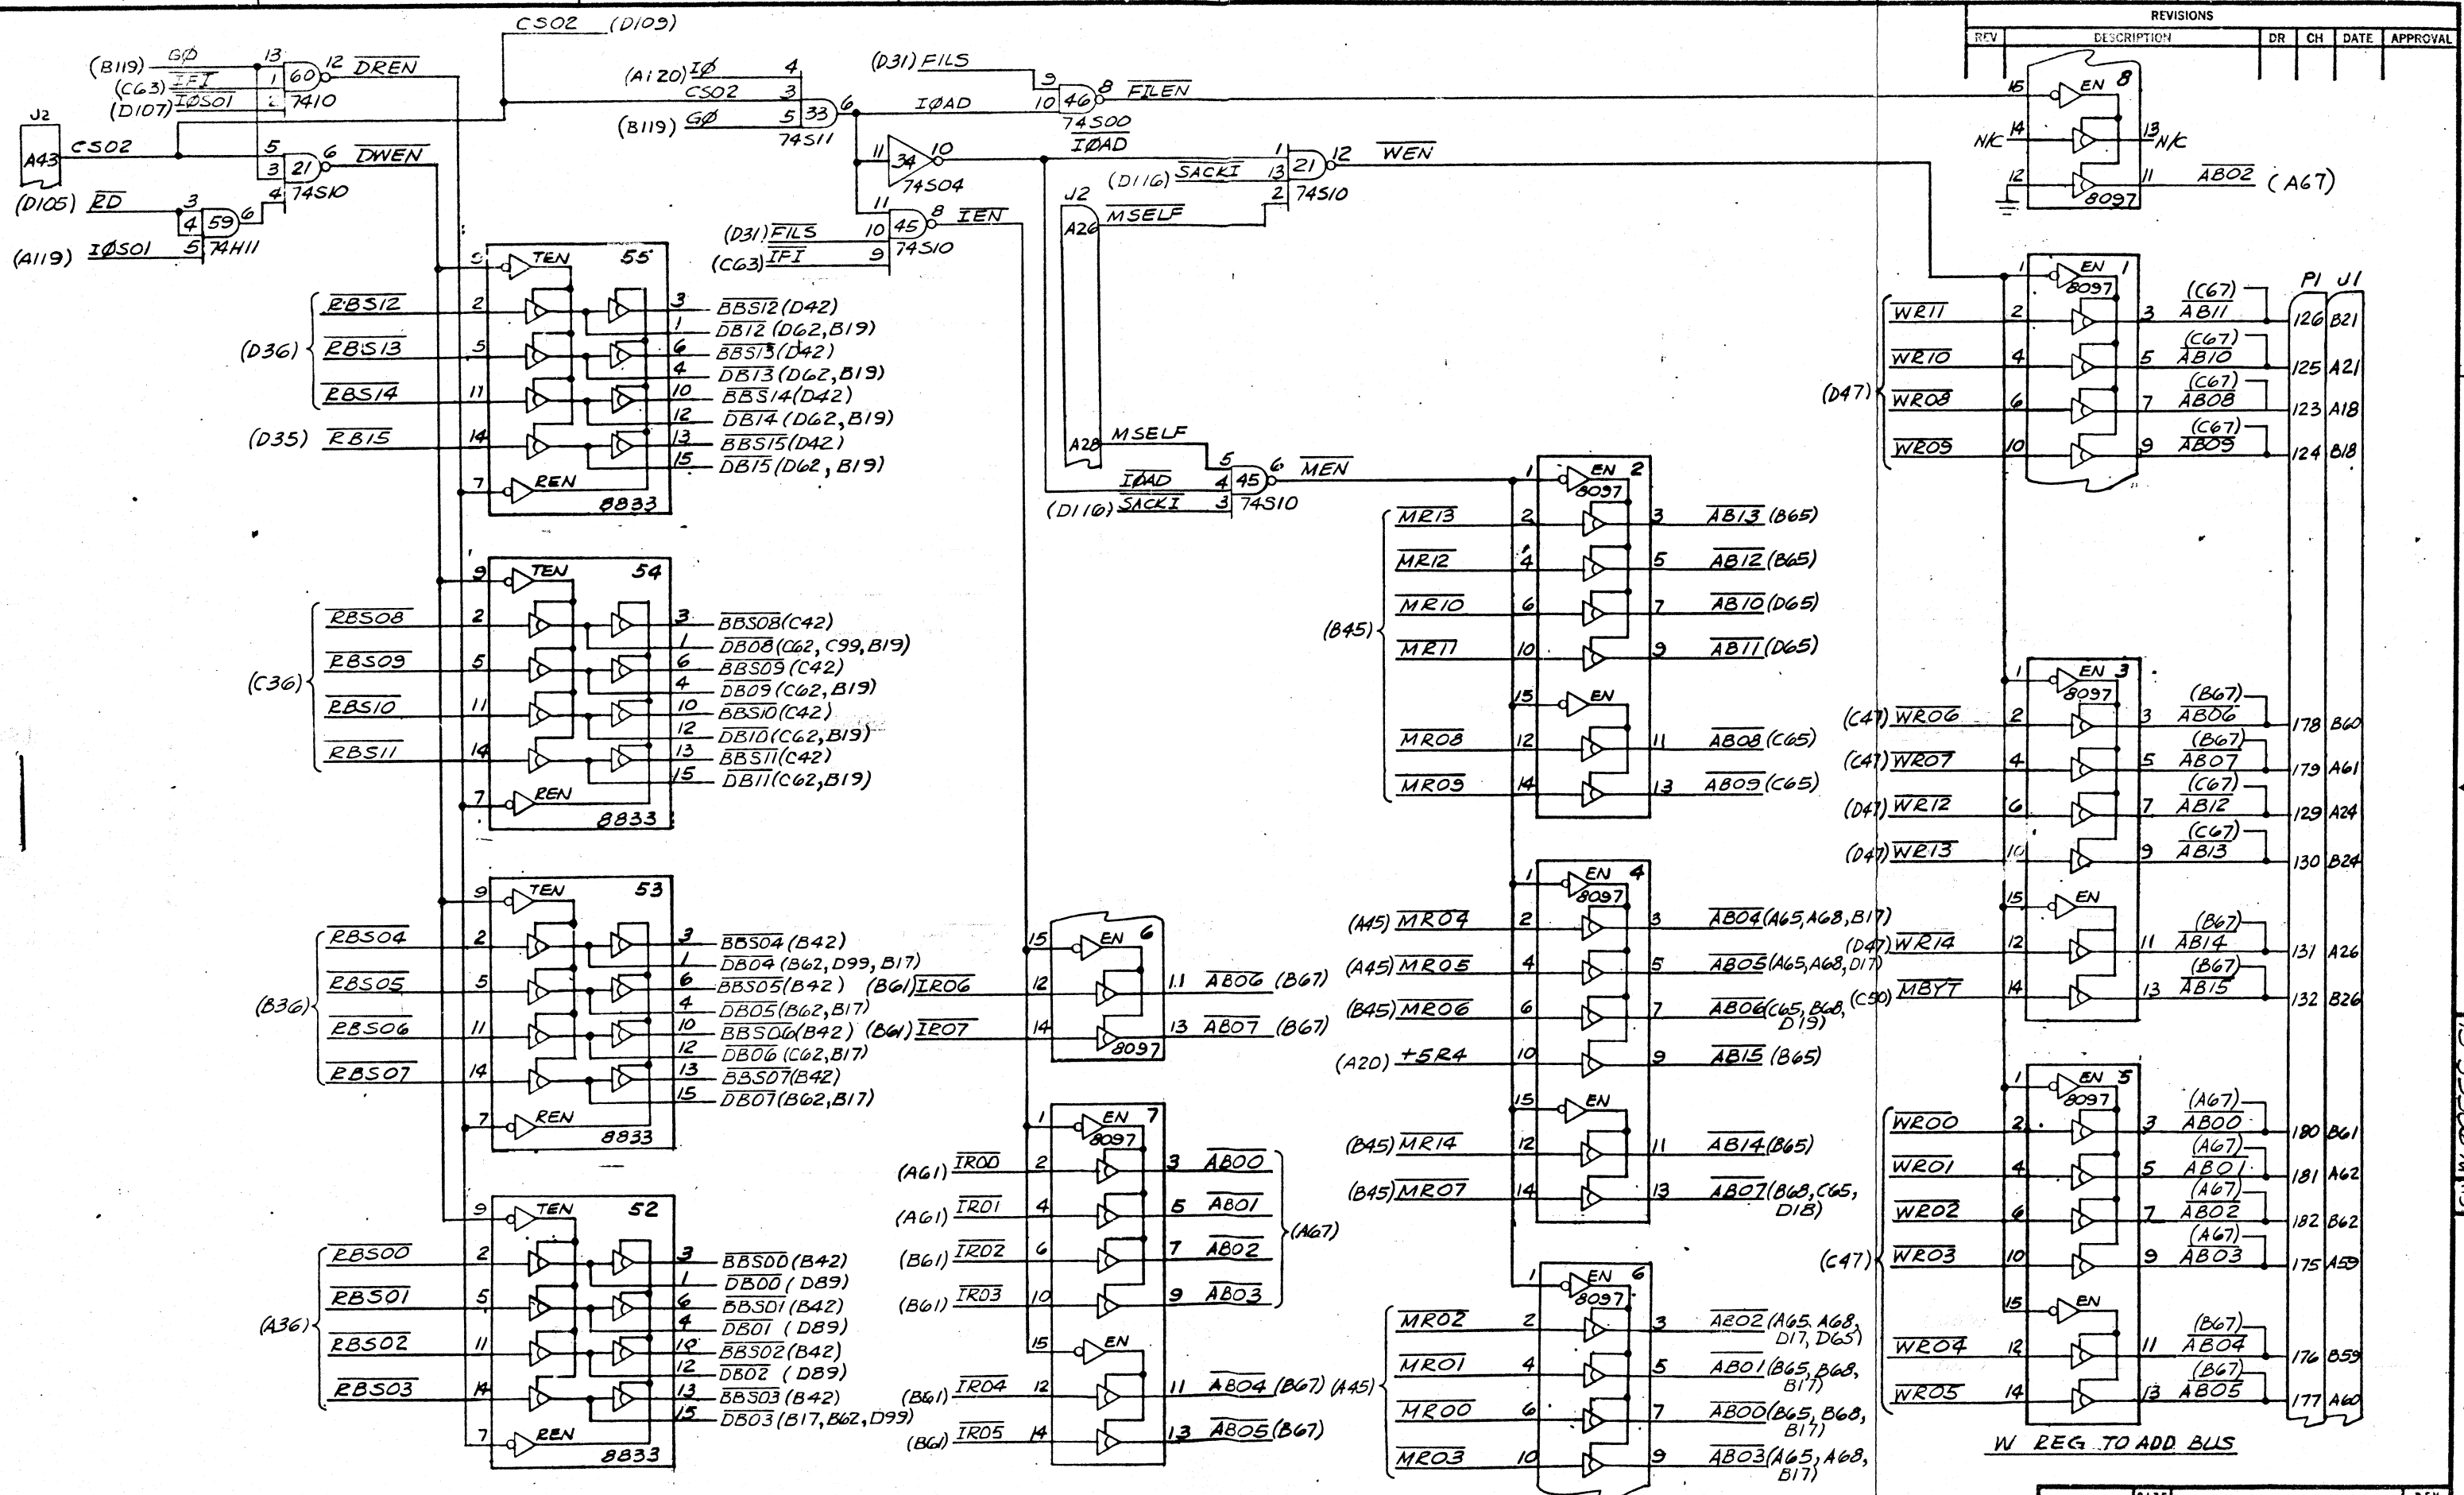 REVISIONS
REV DESCRIPTION DR CH DATE APPROVAL
CS02 (D109)
(B119) GØ 13
(C63) IFI 1
(D107) IØS01 2
60 12 DREN
7410
J2
A43 CS02
5
3 21 6 DWEN
4 74S10
(D105) RD 3
4 59 6
(A119) IØS01 5 74H11
(A120) IØ 4
CS02 3
(B119) GØ 5
33 6 IØAD
74S11
(D31) FILS 9
10 46 8 FILEN
74S00
IØAD
11 34 10
74S04
11
(D31) FILS 10 45 8 IEN
(C63) IFI 9 74S10
1
(D116) SACKI 13 21 12 WEN
2 74S10
J2
A26 MSELF
A28 MSELF
5
IØAD 4 45 6 MEN
(D116) SACKI 3 74S10
15 EN 8
N/C 14 13 N/C
12 11 AB02 (A67)
8097
TEN 55
(D36)
RBS12 2 3 BBS12 (D42)
1 DB12 (D62, B19)
RBS13 5 6 BBS13 (D42)
4 DB13 (D62, B19)
RBS14 11 10 BBS14 (D42)
12 DB14 (D62, B19)
(D35) RB15 14 13 BBS15 (D42)
15 DB15 (D62, B19)
7 REN
8833
9 TEN 54
(C36)
RBS08 2 3 BBS08 (C42)
1 DB08 (C62, C99, B19)
RBS09 5 6 BBS09 (C42)
4 DB09 (C62, B19)
RBS10 11 10 BBS10 (C42)
12 DB10 (C62, B19)
RBS11 14 13 BBS11 (C42)
15 DB11 (C62, B19)
7 REN
8833
9 TEN 53
(B36)
RBS04 2 3 BBS04 (B42)
1 DB04 (B62, D99, B17)
RBS05 5 6 BBS05 (B42)
4 DB05 (B62, B17)
RBS06 11 10 BBS06 (B42)
12 DB06 (C62, B17)
RBS07 14 13 BBS07 (B42)
15 DB07 (B62, B17)
7 REN
8833
9 TEN 52
(A36)
RBS00 2 3 BBS00 (B42)
1 DB00 (D89)
RBS01 5 6 BBS01 (B42)
4 DB01 (D89)
RBS02 11 10 BBS02 (B42)
12 DB02 (D89)
RBS03 14 13 BBS03 (B42)
15 DB03 (B17, B62, D99)
7 REN
8833
15 EN 6
(B61) IR06 12 11 AB06 (B67)
(B61) IR07 14 13 AB07 (B67)
8097
1 EN 7
8097
(A61) IR00 2 3 AB00
(A61) IR01 4 5 AB01
(B61) IR02 6 7 AB02
(B61) IR03 10 9 AB03
(A67)
15 EN
(B61) IR04 12 11 AB04 (B67)
(B61) IR05 14 13 AB05 (B67)
1 EN 2
8097
(B45)
MR13 2 3 AB13 (B65)
MR12 4 5 AB12 (B65)
MR10 6 7 AB10 (D65)
MR11 10 9 AB11 (D65)
15 EN
MR08 12 11 AB08 (C65)
MR09 14 13 AB09 (C65)
1 EN 4
8097
(A45) MR04 2 3 AB04 (A65, A68, B17)
(A45) MR05 4 5 AB05 (A65, A68, D17)
(B45) MR06 6 7 AB06 (C65, B68, D19)
(A20) +5R4 10 9 AB15 (B65)
15 EN
(B45) MR14 12 11 AB14 (B65)
(B45) MR07 14 13 AB07 (B68, C65, D18)
1 EN 6
8097
(A45)
MR02 2 3 AB02 (A65, A68, D17, D65)
MR01 4 5 AB01 (B65, B68, B17)
MR00 6 7 AB00 (B65, B68, B17)
MR03 10 9 AB03 (A65, A68, B17)
P1 J1
1 EN 1
8097
(D47)
WR11 2 3 AB11 (C67) 126 B21
WR10 4 5 AB10 (C67) 125 A21
WR08 6 7 AB08 (C67) 123 A18
WR09 10 9 AB09 (C67) 124 B18
1 EN 3
8097
(C47) WR06 2 3 AB06 (B67) 178 B60
(C47) WR07 4 5 AB07 (B67) 179 A61
(D47) WR12 6 7 AB12 (C67) 129 A24
(D47) WR13 10 9 AB13 (C67) 130 B24
15 EN
(D47) WR14 12 11 AB14 (B67) 131 A26
(C50) MBYT 14 13 AB15 (B67) 132 B26
1 EN 5
8097
(C47)
WR00 2 3 AB00 (A67) 180 B61
WR01 4 5 AB01 (A67) 181 A62
WR02 6 7 AB02 (A67) 182 B62
WR03 10 9 AB03 (A67) 175 A59
15 EN
WR04 12 11 AB04 (B67) 176 B59
WR05 14 13 AB05 (B67) 177 A60
W REG TO ADD BUS